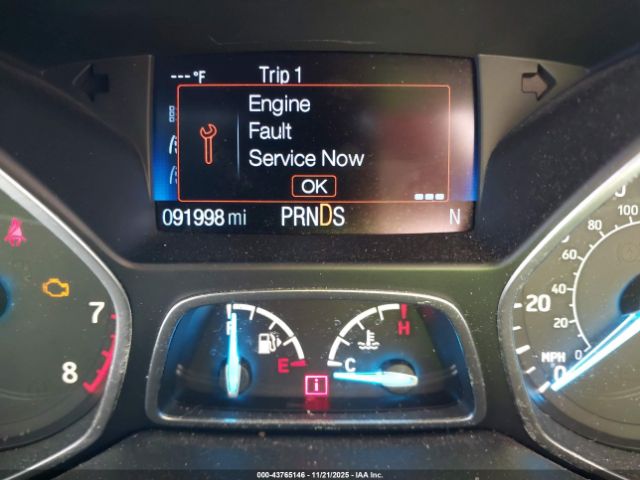 --- °F Trip 1
Engine
Fault
Service Now
OK
091998 mi PRNDS N
7
8
F
E
H
C
i
100
80
60
40
20
0
20
0
MPH
000-43765146 - 11/21/2025 - IAA Inc.